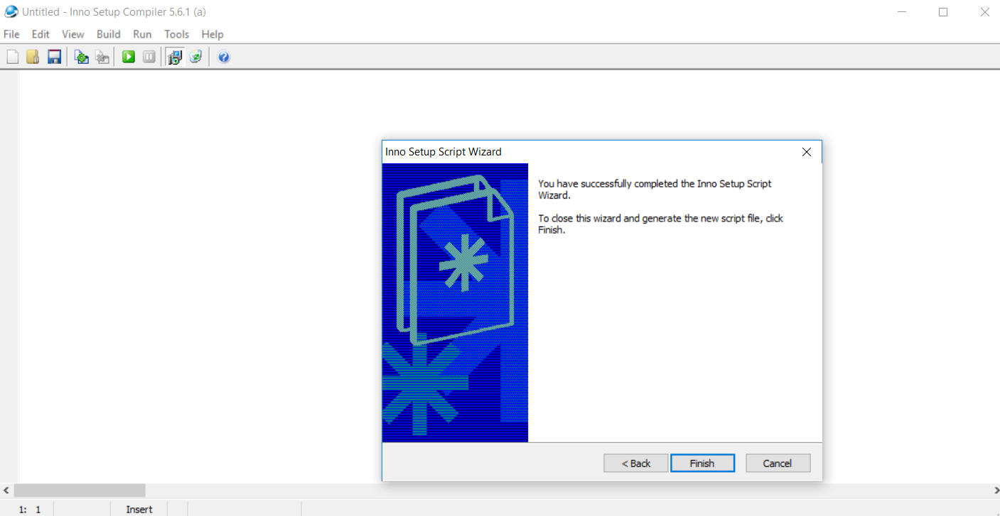 Untitled - Inno Setup Compiler 5.6.1 (a)
File Edit View Build Run Tools Help
Inno Setup Script Wizard
You have successfully completed the Inno Setup Script
Wizard.
To close this wizard and generate the new script file, click
Finish.
< Back Finish Cancel
1: 1 Insert